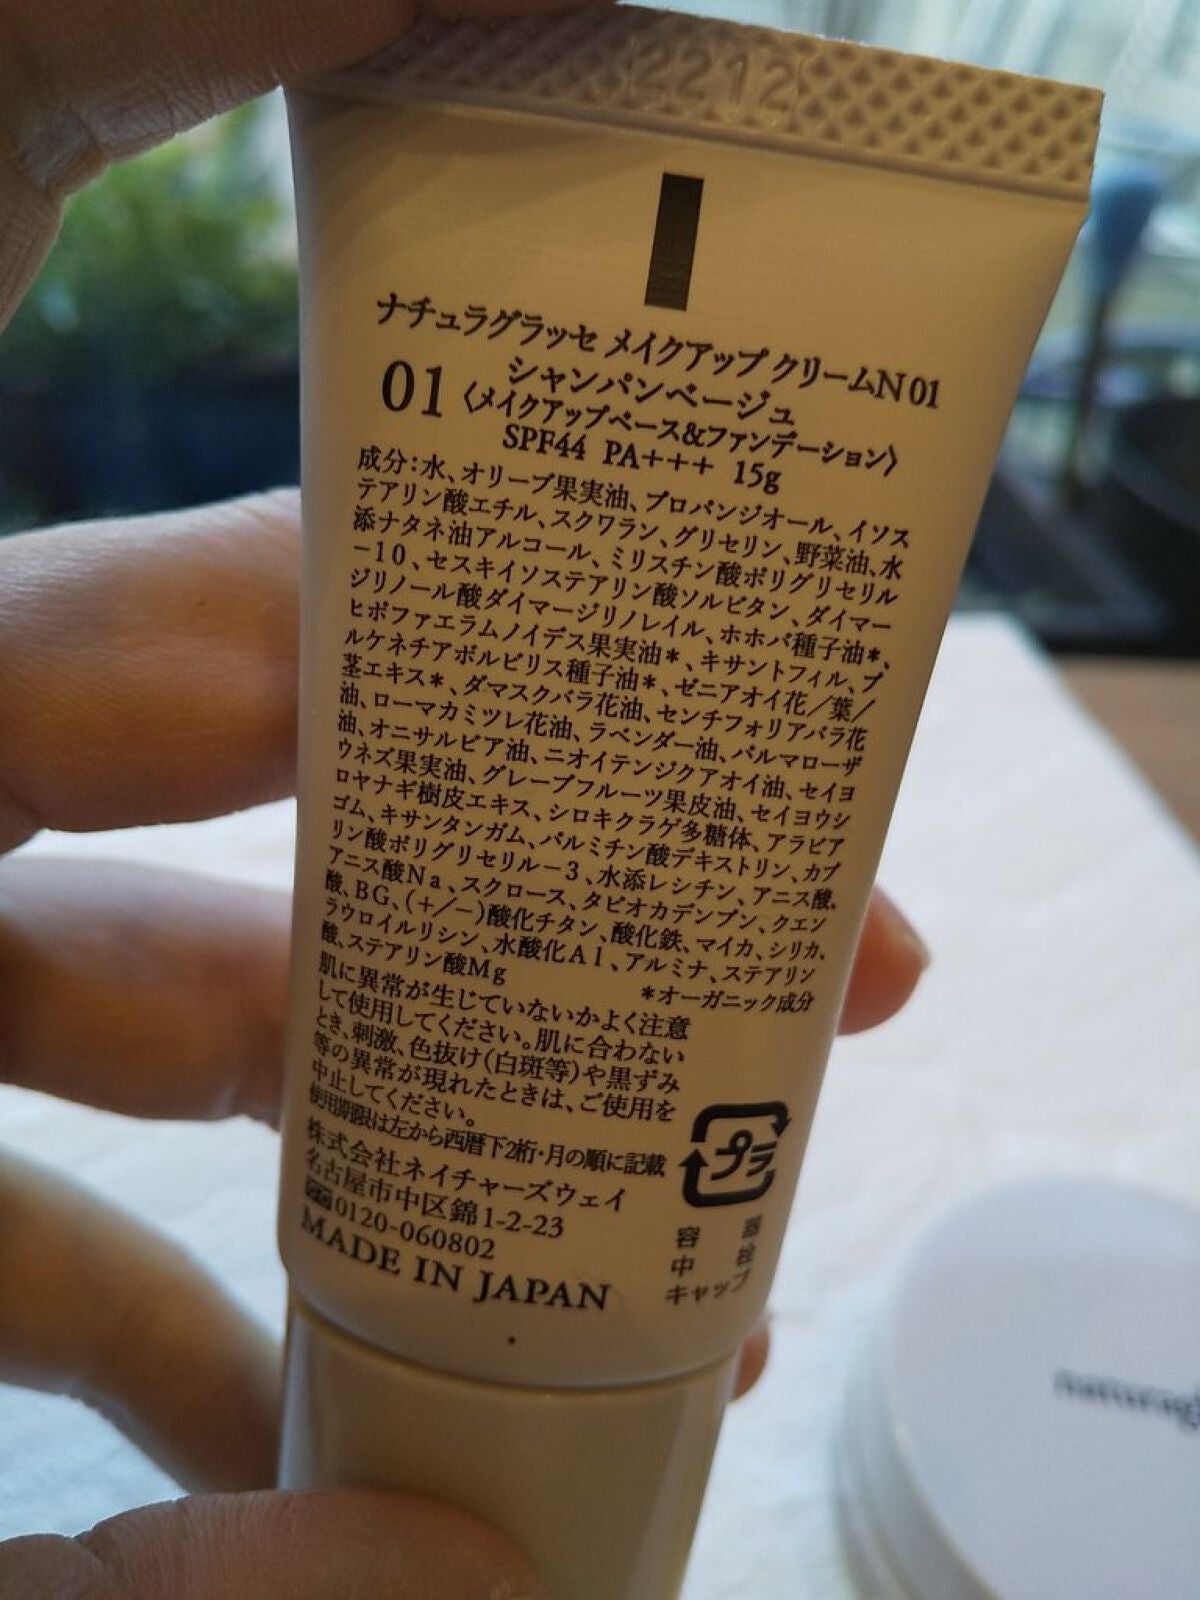 2212
ナチュラグラッセ メイクアップ クリームN 01
シャンパンベージュ
01 〈メイクアップベース&ファンデーション〉
SPF44 PA+++ 15g
成分:水、オリーブ果実油、プロパンジオール、イソス
テアリン酸エチル、スクワラン、グリセリン、野菜油、水
添ナタネ油アルコール、ミリスチン酸ポリグリセリル
-10、セスキイソステアリン酸ソルビタン、ダイマー
ジリノール酸ダイマージリノレイル、ホホバ種子油*、
ヒポファエラムノイデス果実油*、キサントフィル、プ
ルケネチアボルビリス種子油*、ゼニアオイ花/葉/
茎エキス*、ダマスクバラ花油、センチフォリアバラ花
油、ローマカミツレ花油、ラベンダー油、パルマローザ
油、オニサルビア油、ニオイテンジクアオイ油、セイヨ
ウネズ果実油、グレープフルーツ果皮油、セイヨウシ
ロヤナギ樹皮エキス、シロキクラゲ多糖体、アラビア
ゴム、キサンタンガム、パルミチン酸デキストリン、カプ
リン酸ポリグリセリル-3、水添レシチン、アニス酸、
アニス酸Na、スクロース、タピオカデンプン、クエン
酸、BG、(+/-)酸化チタン、酸化鉄、マイカ、シリカ、
ラウロイルリシン、水酸化Al、アルミナ、ステアリン
酸、ステアリン酸Mg
*オーガニック成分
肌に異常が生じていないかよく注意
して使用してください。肌に合わない
とき、刺激、色抜け(白斑等)や黒ずみ
等の異常が現れたときは、ご使用を
中止してください。
使用期限は左から西暦下2桁・月の順に記載
株式会社ネイチャーズウェイ
名古屋市中区錦1-2-23
0120-060802
MADE IN JAPAN
プラ
容器
中栓
キャップ
naturag